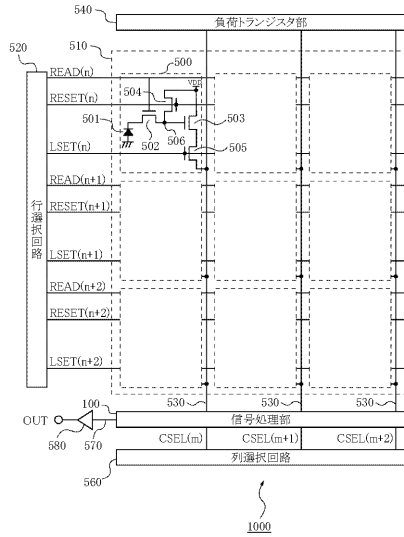 540
負荷トランジスタ部
520
510
READ(n)
500
VDD
RESET(n)
504
501
503
502
506
505
LSET(n)
READ(n+1)
RESET(n+1)
行選択回路
LSET(n+1)
READ(n+2)
RESET(n+2)
LSET(n+2)
530
530
530
100
OUT
信号処理部
580
570
CSEL(m)
CSEL(m+1)
CSEL(m+2)
列選択回路
560
1000